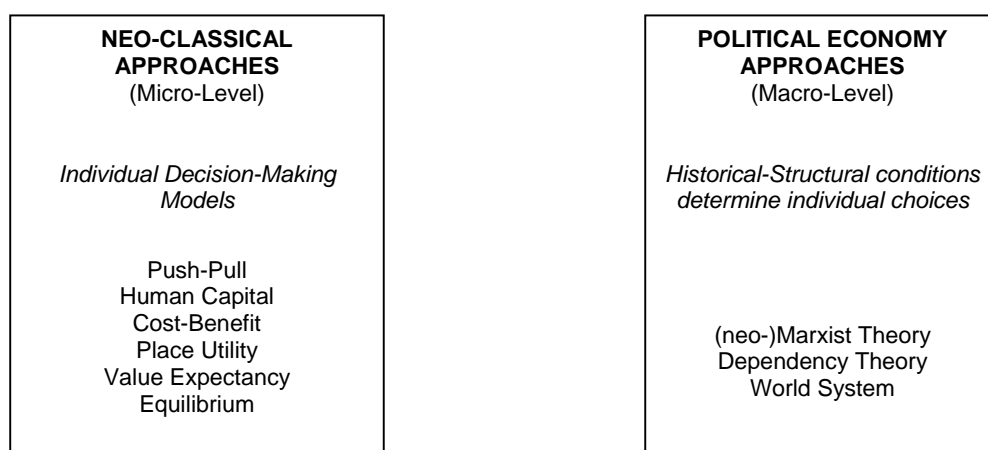 NEO-CLASSICAL
APPROACHES
(Micro-Level)
Individual Decision-Making
Models
Push-Pull
Human Capital
Cost-Benefit
Place Utility
Value Expectancy
Equilibrium
POLITICAL ECONOMY
APPROACHES
(Macro-Level)
Historical-Structural conditions
determine individual choices
(neo-)Marxist Theory
Dependency Theory
World System